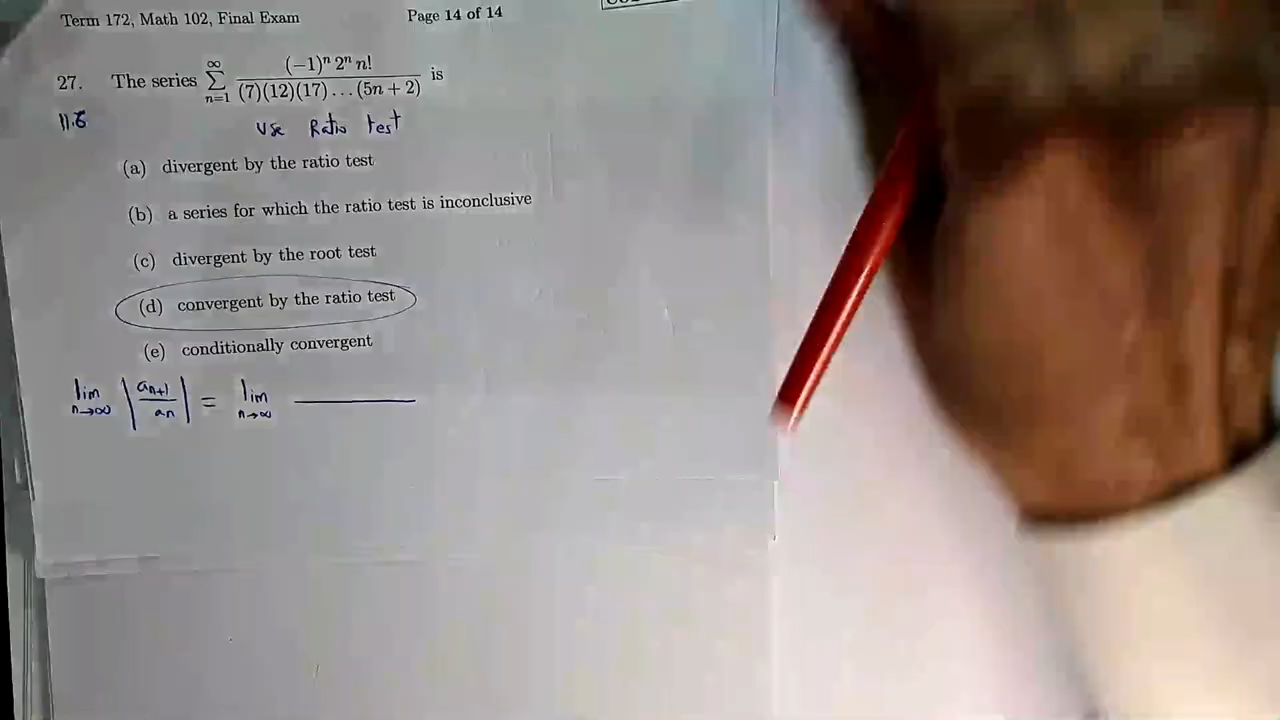 Term 172, Math 102, Final Exam Page 14 of 14
27. The series \sum_{n=1}^{∞} \frac{(-1)^n 2^n n!}{(7)(12)(17)...(5n + 2)} is
11.6 Use Ratio test
(a) divergent by the ratio test
(b) a series for which the ratio test is inconclusive
(c) divergent by the root test
(d) convergent by the ratio test
(e) conditionally convergent
\lim_{n→∞} |\frac{a_{n+1}}{a_n}| = \lim_{n→∞}